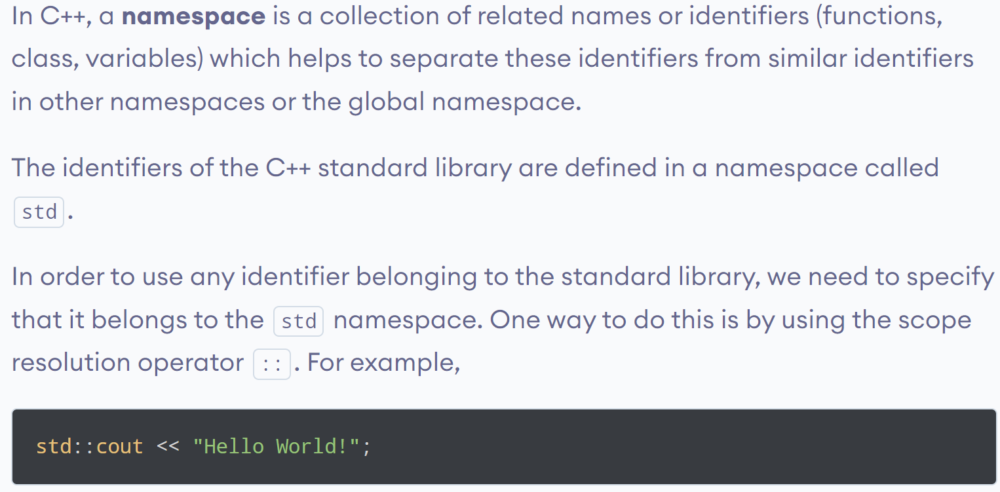 In C++, a namespace is a collection of related names or identifiers (functions,
class, variables) which helps to separate these identifiers from similar identifiers
in other namespaces or the global namespace.
The identifiers of the C++ standard library are defined in a namespace called
std.
In order to use any identifier belonging to the standard library, we need to specify
that it belongs to the std namespace. One way to do this is by using the scope
resolution operator ::. For example,
std::cout << "Hello World!";